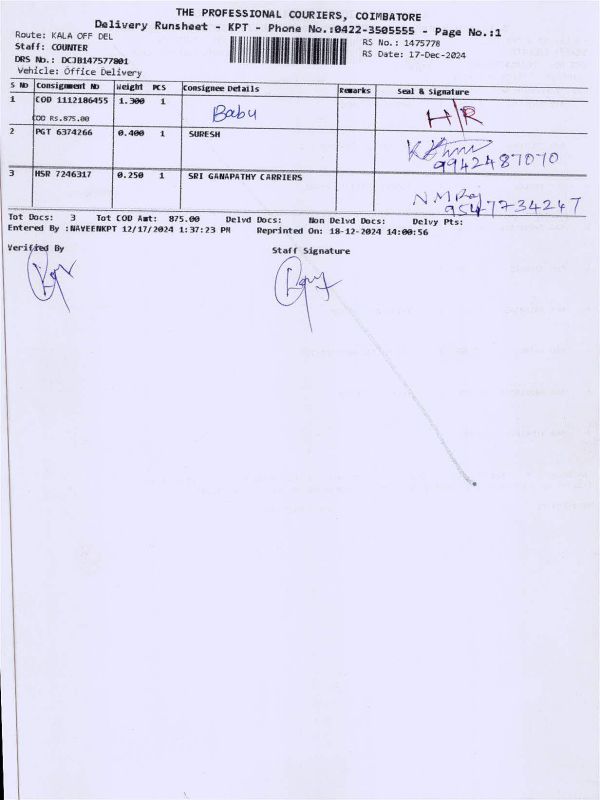 THE PROFESSIONAL COURIERS, COIMBATORE
Delivery Runsheet - KPT - Phone No.:0422-3505555 - Page No.:1
Route: KALA OFF DEL
RS No.: 1475778
Staff: COUNTER
RS Date: 17-Dec-2024
DRS No.: DCJB147577801
Vehicle: Office Delivery
S No Consignment No Weight PCS Consignee Details Remarks Seal & Signature
1 COD 1112186455 1.300 1 Babu H/R
COD Rs.875.00
2 PGT 6374266 0.400 1 SURESH
9942487070
3 HSR 7246317 0.250 1 SRI GANAPATHY CARRIERS
9547734247
Tot Docs: 3 Tot COD Amt: 875.00 Delvd Docs: Non Delvd Docs: Delvy Pts:
Entered By :NAVEENKPT 12/17/2024 1:37:23 PM Reprinted On: 18-12-2024 14:00:56
Verified By Staff Signature